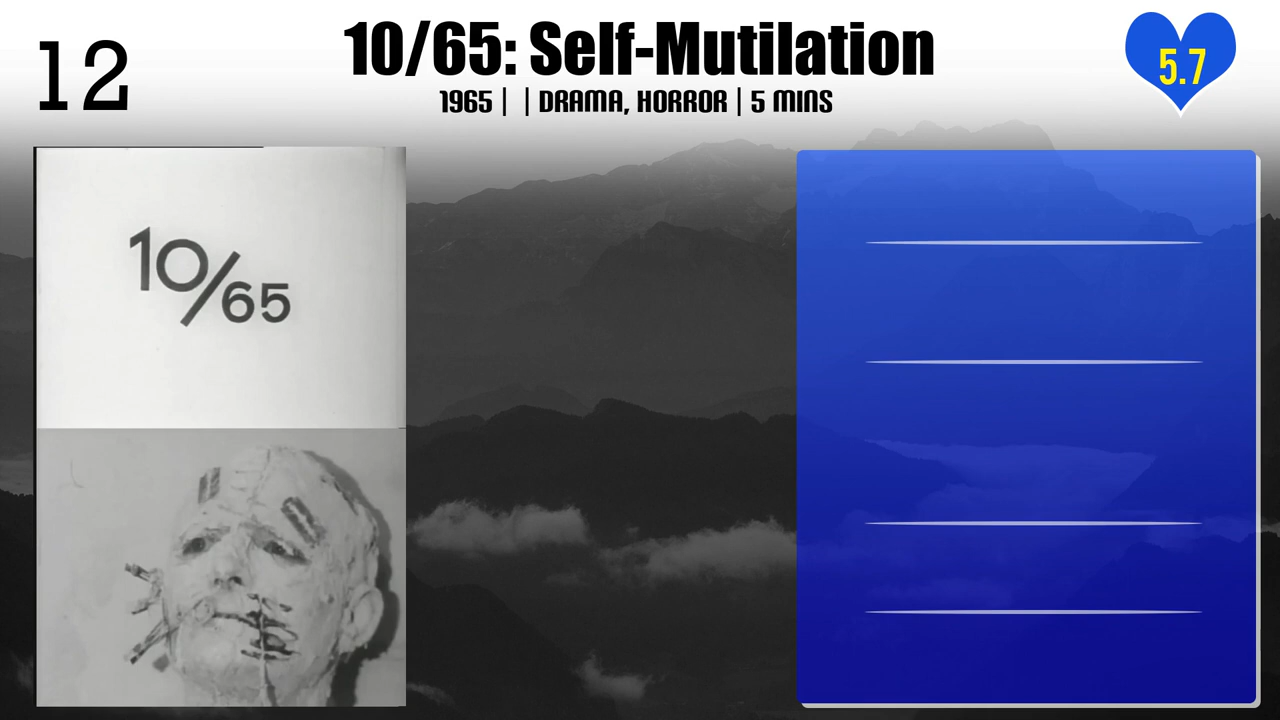 12
10/65: Self-Mutilation
1965 | | DRAMA, HORROR | 5 MINS
5.7
10/65